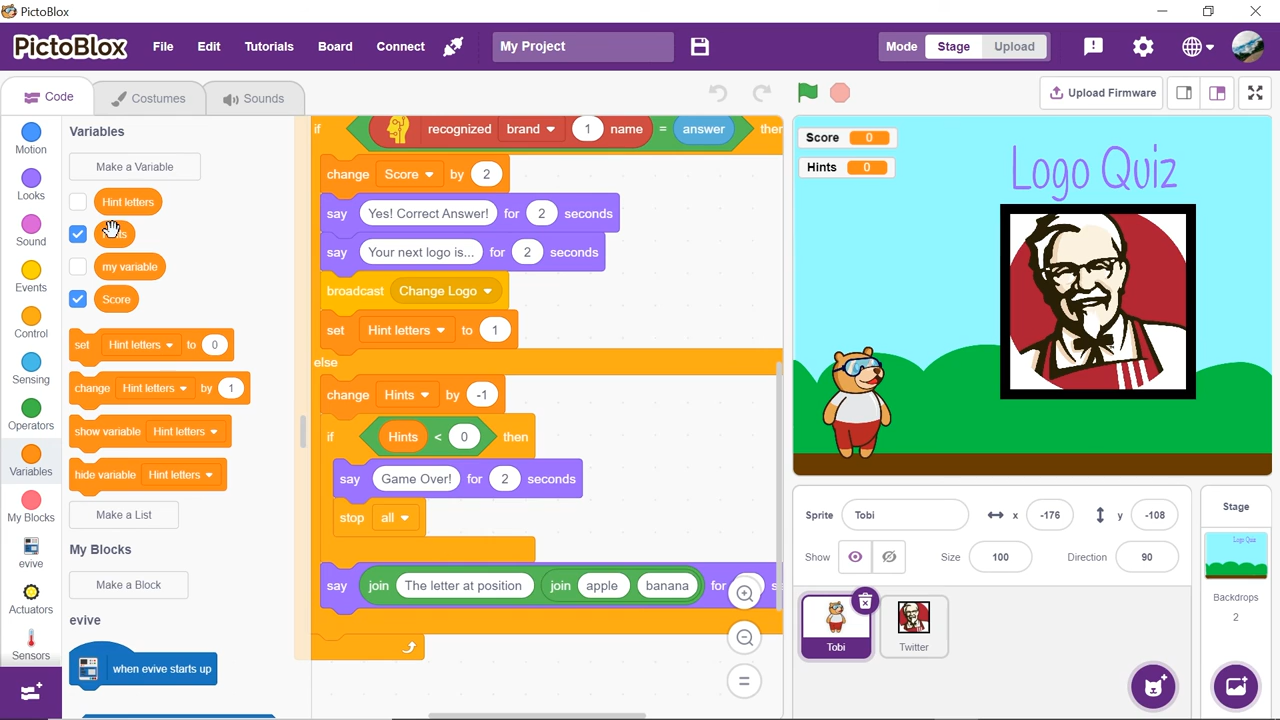 PictoBlox
PictoBlox File Edit Tutorials Board Connect My Project Mode Stage Upload
Code Costumes Sounds Upload Firmware
Motion
Looks
Sound
Events
Control
Sensing
Operators
Variables
My Blocks
evive
Actuators
Sensors
Variables
Make a Variable
Hint letters
my variable
Score
set Hint letters to 0
change Hint letters by 1
show variable Hint letters
hide variable Hint letters
Make a List
My Blocks
Make a Block
evive
when evive starts up
if recognized brand 1 name = answer then
change Score by 2
say Yes! Correct Answer! for 2 seconds
say Your next logo is... for 2 seconds
broadcast Change Logo
set Hint letters to 1
else
change Hints by -1
if Hints < 0 then
say Game Over! for 2 seconds
stop all
say join The letter at position join apple banana for s
Score 0
Hints 0
Logo Quiz
Sprite Tobi x -176 y -108
Show Size 100 Direction 90
Tobi
Twitter
Stage
Logo Quiz
Backdrops
2